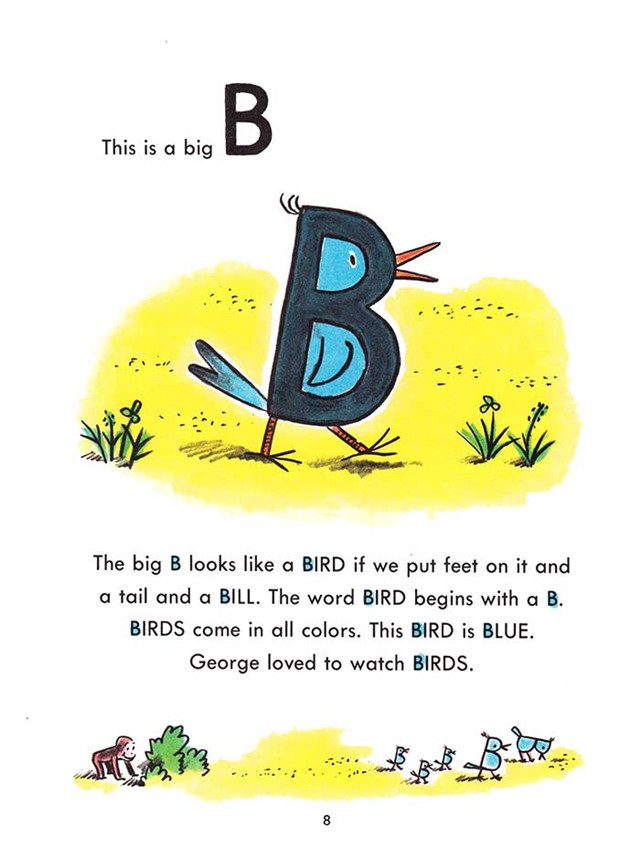 This is a big B
The big B looks like a BIRD if we put feet on it and
a tail and a BILL. The word BIRD begins with a B.
BIRDS come in all colors. This BIRD is BLUE.
George loved to watch BIRDS.
8